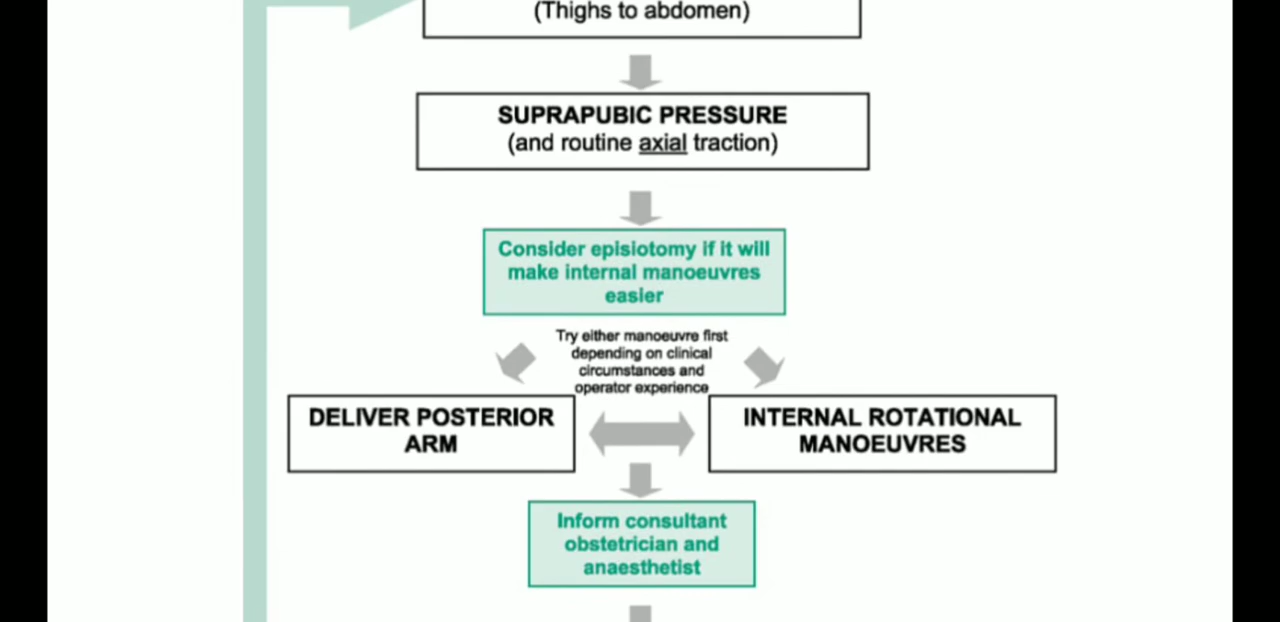 (Thighs to abdomen)
SUPRAPUBIC PRESSURE
(and routine axial traction)
Consider episiotomy if it will
make internal manoeuvres
easier
Try either manoeuvre first
depending on clinical
circumstances and
operator experience
DELIVER POSTERIOR
ARM
INTERNAL ROTATIONAL
MANOEUVRES
Inform consultant
obstetrician and
anaesthetist